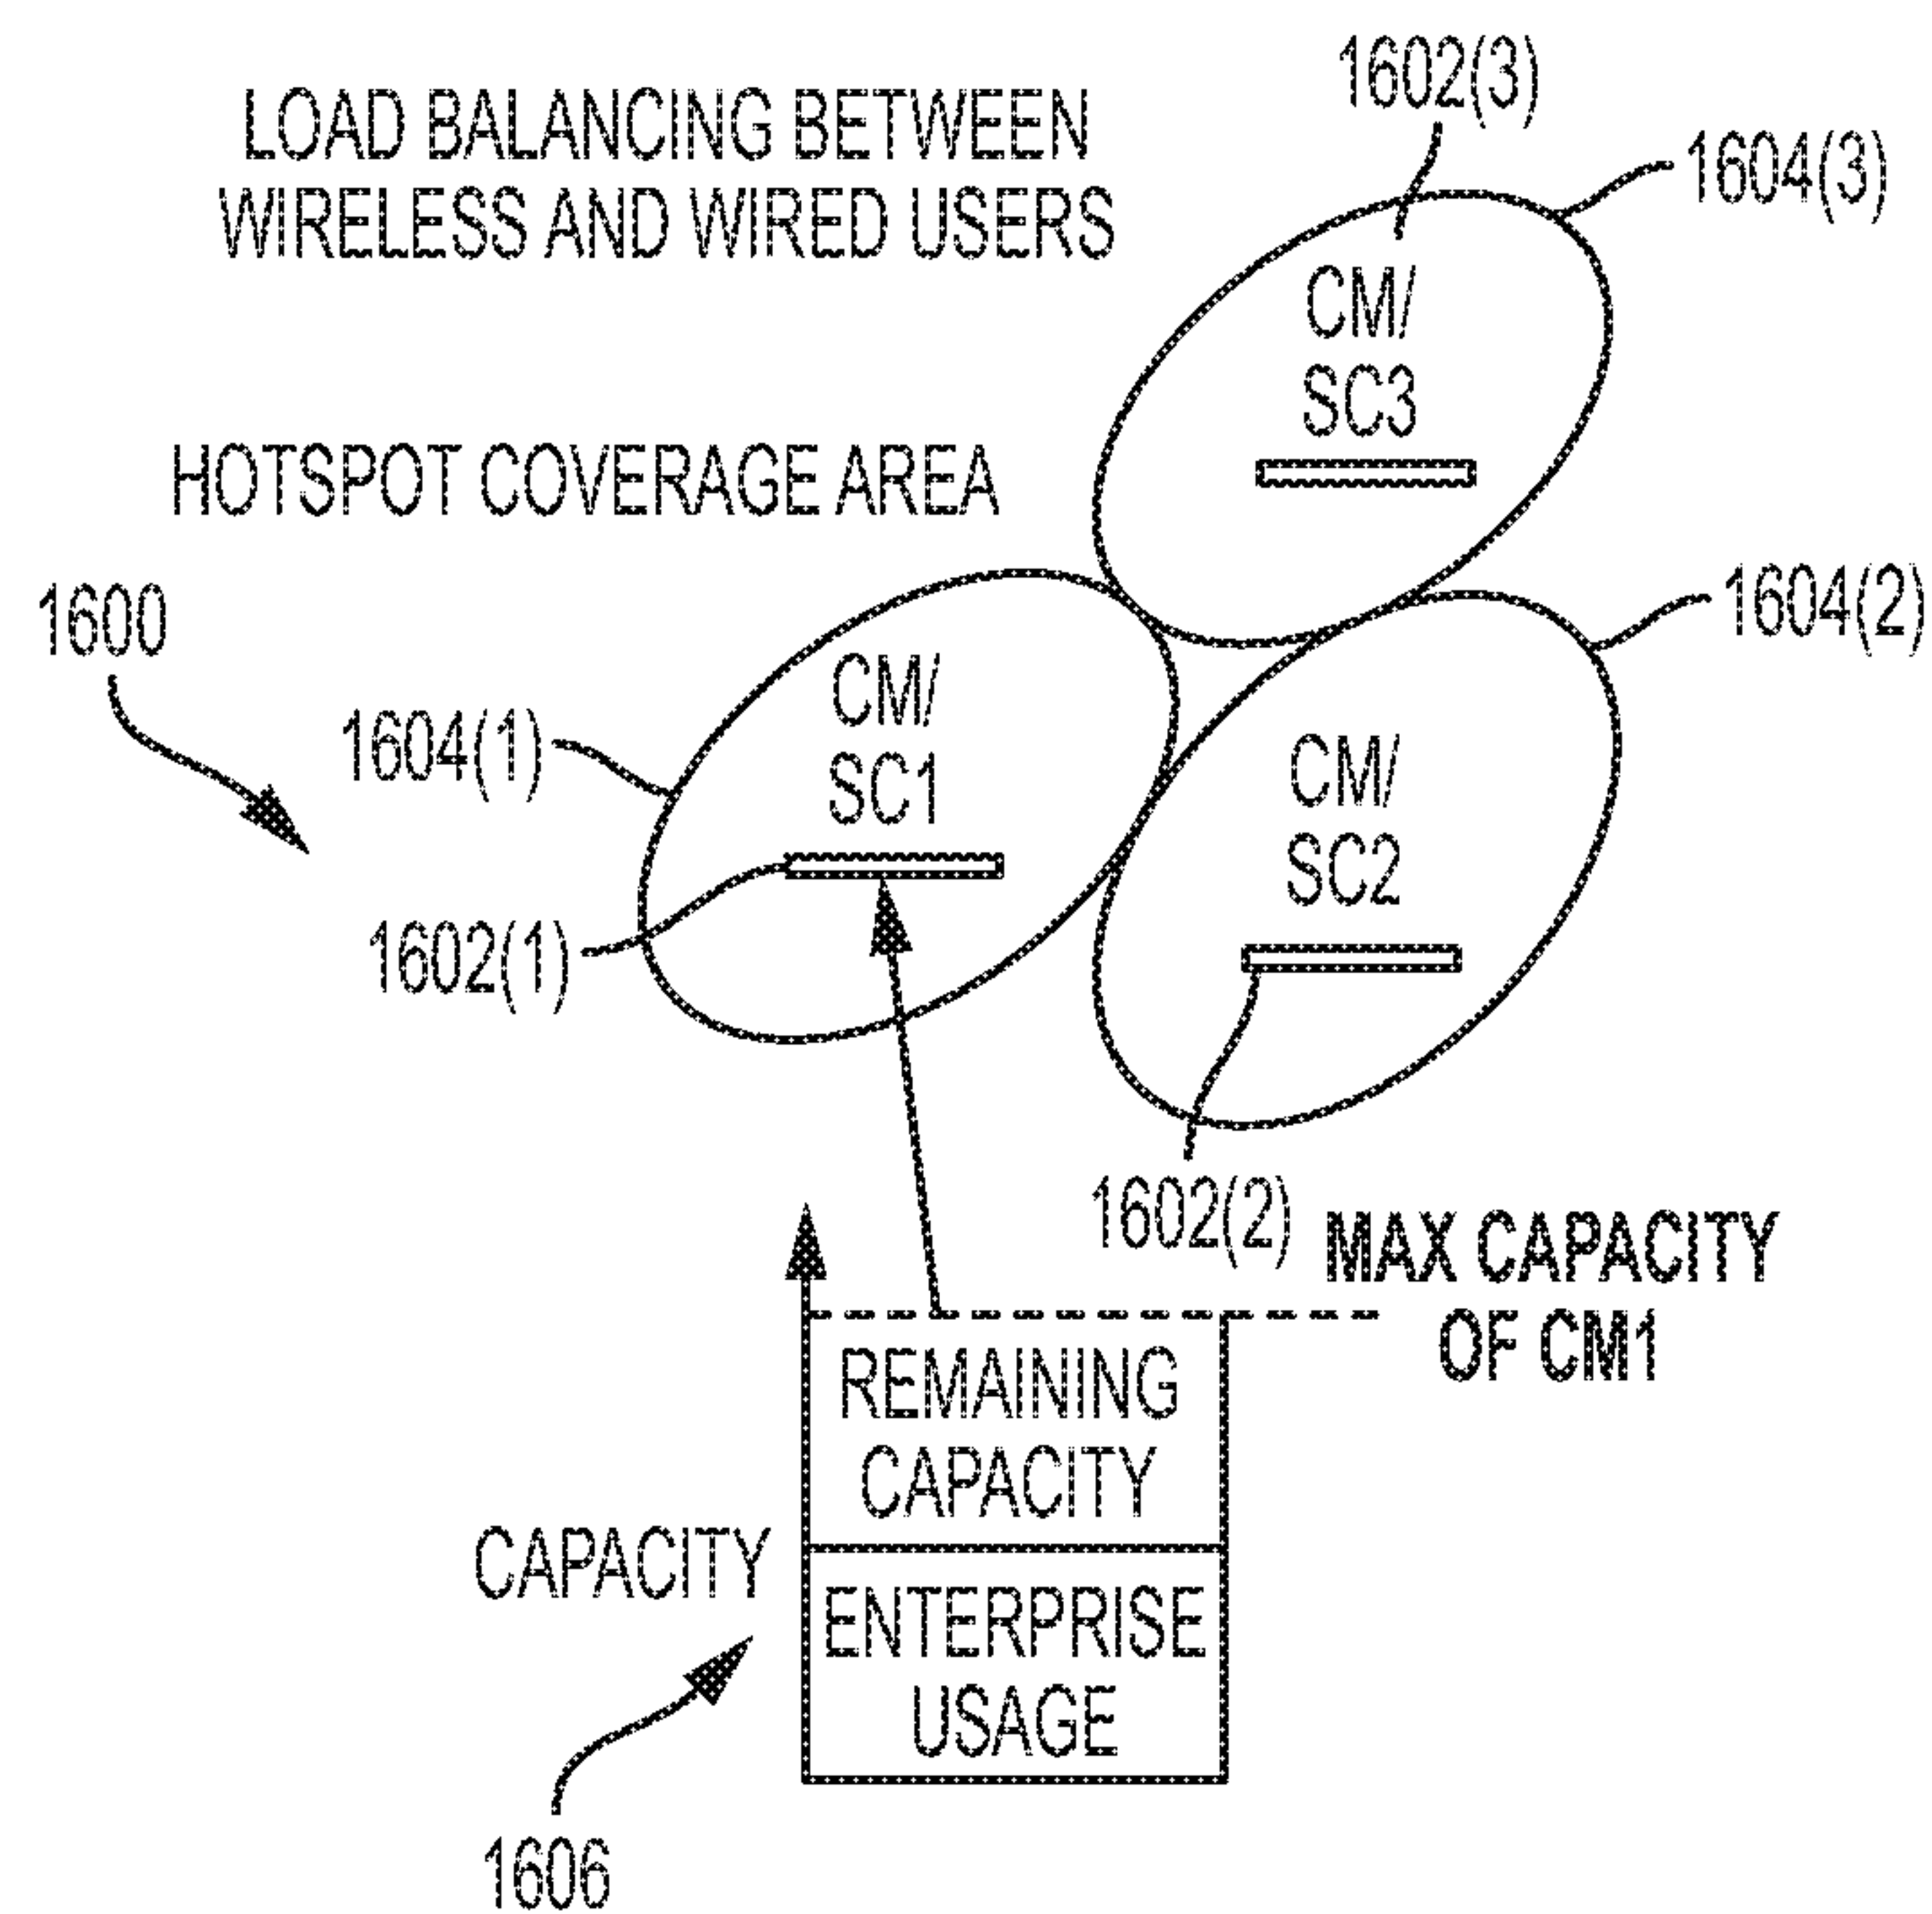 1602(3)
LOAD BALANCING BETWEEN
WIRELESS AND WIRED USERS
1604(3)
CM/
SC3
HOTSPOT COVERAGE AREA
1600
1604(2)
CM/
SC1
1604(1)
CM/
SC2
1602(1)
1602(2)
MAX CAPACITY
OF CM1
REMAINING
CAPACITY
CAPACITY
ENTERPRISE
USAGE
1606